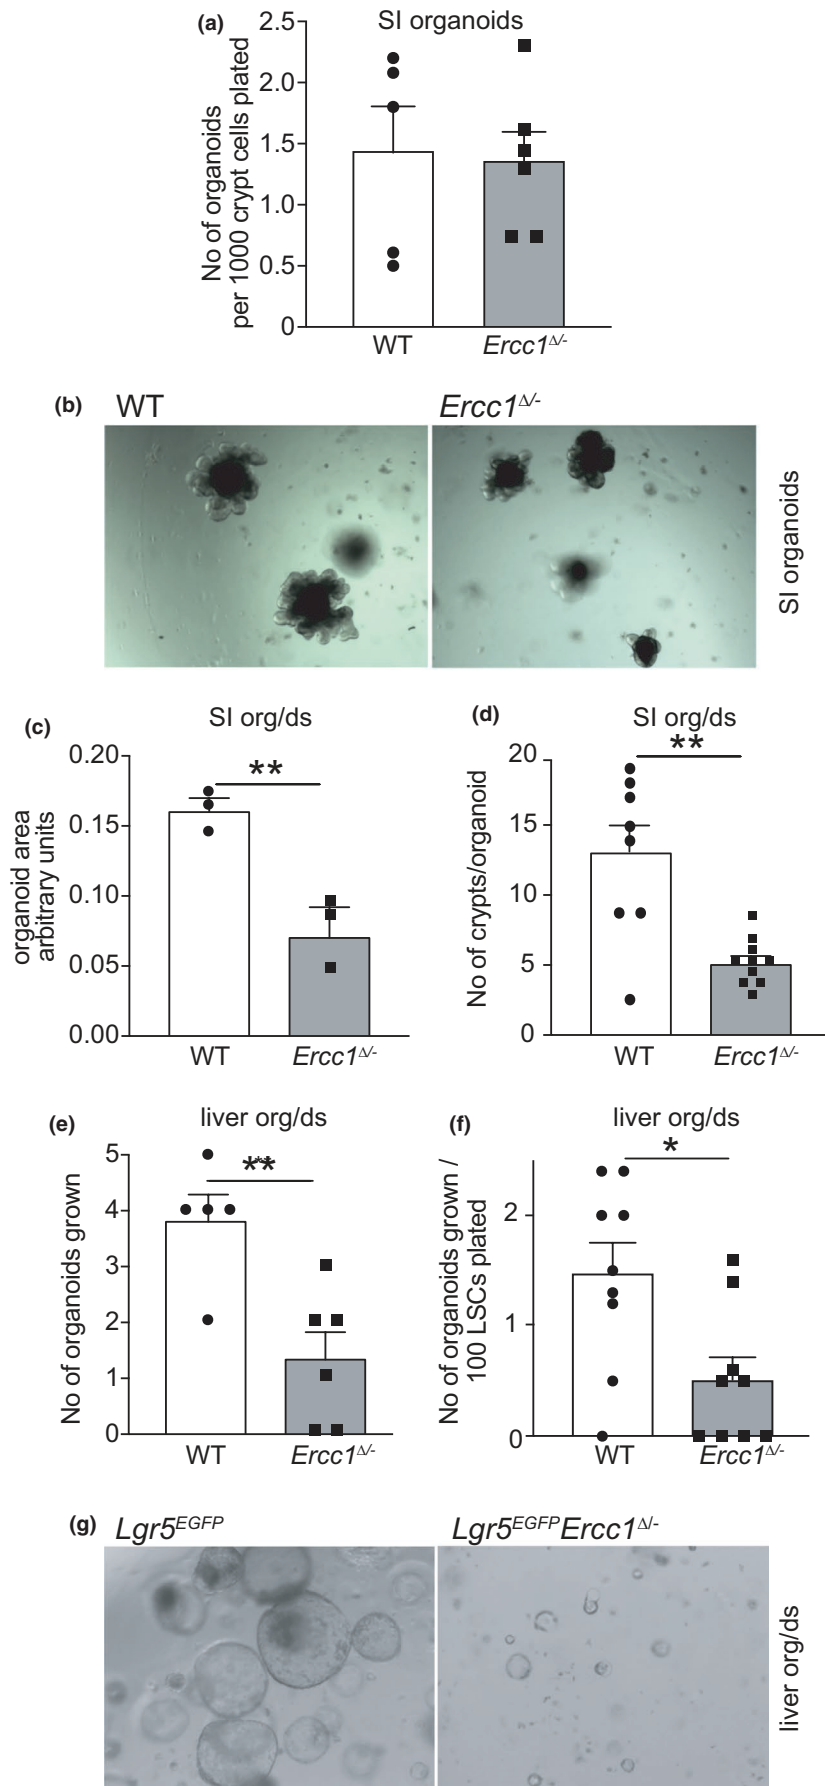 (a) SI organoids
No of organoids
per 1000 crypt cells plated
2.5
2.0
1.5
1.0
0.5
0
WT Ercc1Δ/-
(b) WT Ercc1Δ/-
SI organoids
(c) SI org/ds
organoid area
arbitrary units
0.20
0.15
0.10
0.05
0.00
**
WT Ercc1Δ/-
(d) SI org/ds
No of crypts/organoid
20
15
10
5
0
**
WT Ercc1Δ/-
(e) liver org/ds
No of organoids grown
5
4
3
2
1
0
**
WT Ercc1Δ/-
(f) liver org/ds
No of organoids grown /
100 LSCs plated
2
1
0
*
WT Ercc1Δ/-
(g) Lgr5EGFP Lgr5EGFPErcc1Δ/-
liver org/ds